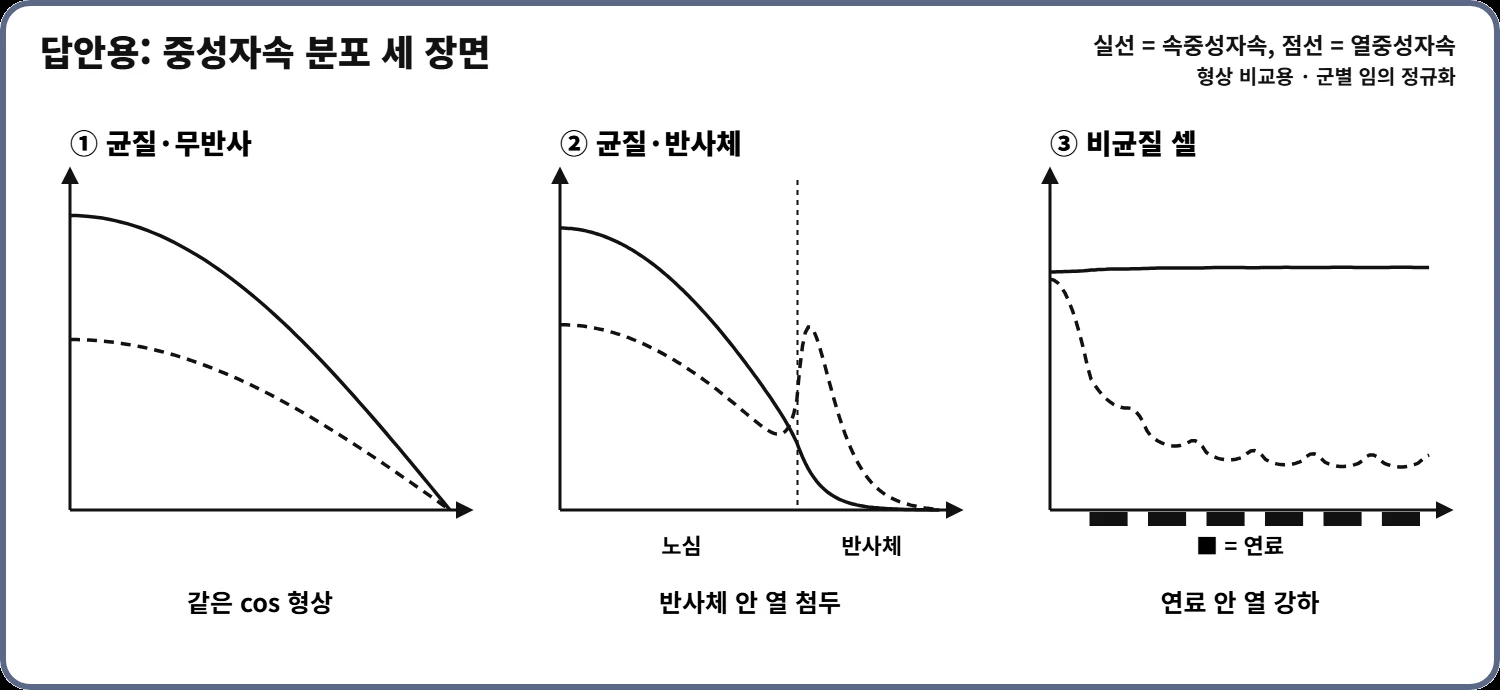 답안용: 중성자속 분포 세 장면
실선 = 속중성자속, 점선 = 열중성자속
형상 비교용 · 군별 임의 정규화
① 균질·무반사
② 균질·반사체
③ 비균질 셀
노심
반사체
■ = 연료
같은 cos 형상
반사체 안 열 첨두
연료 안 열 강하